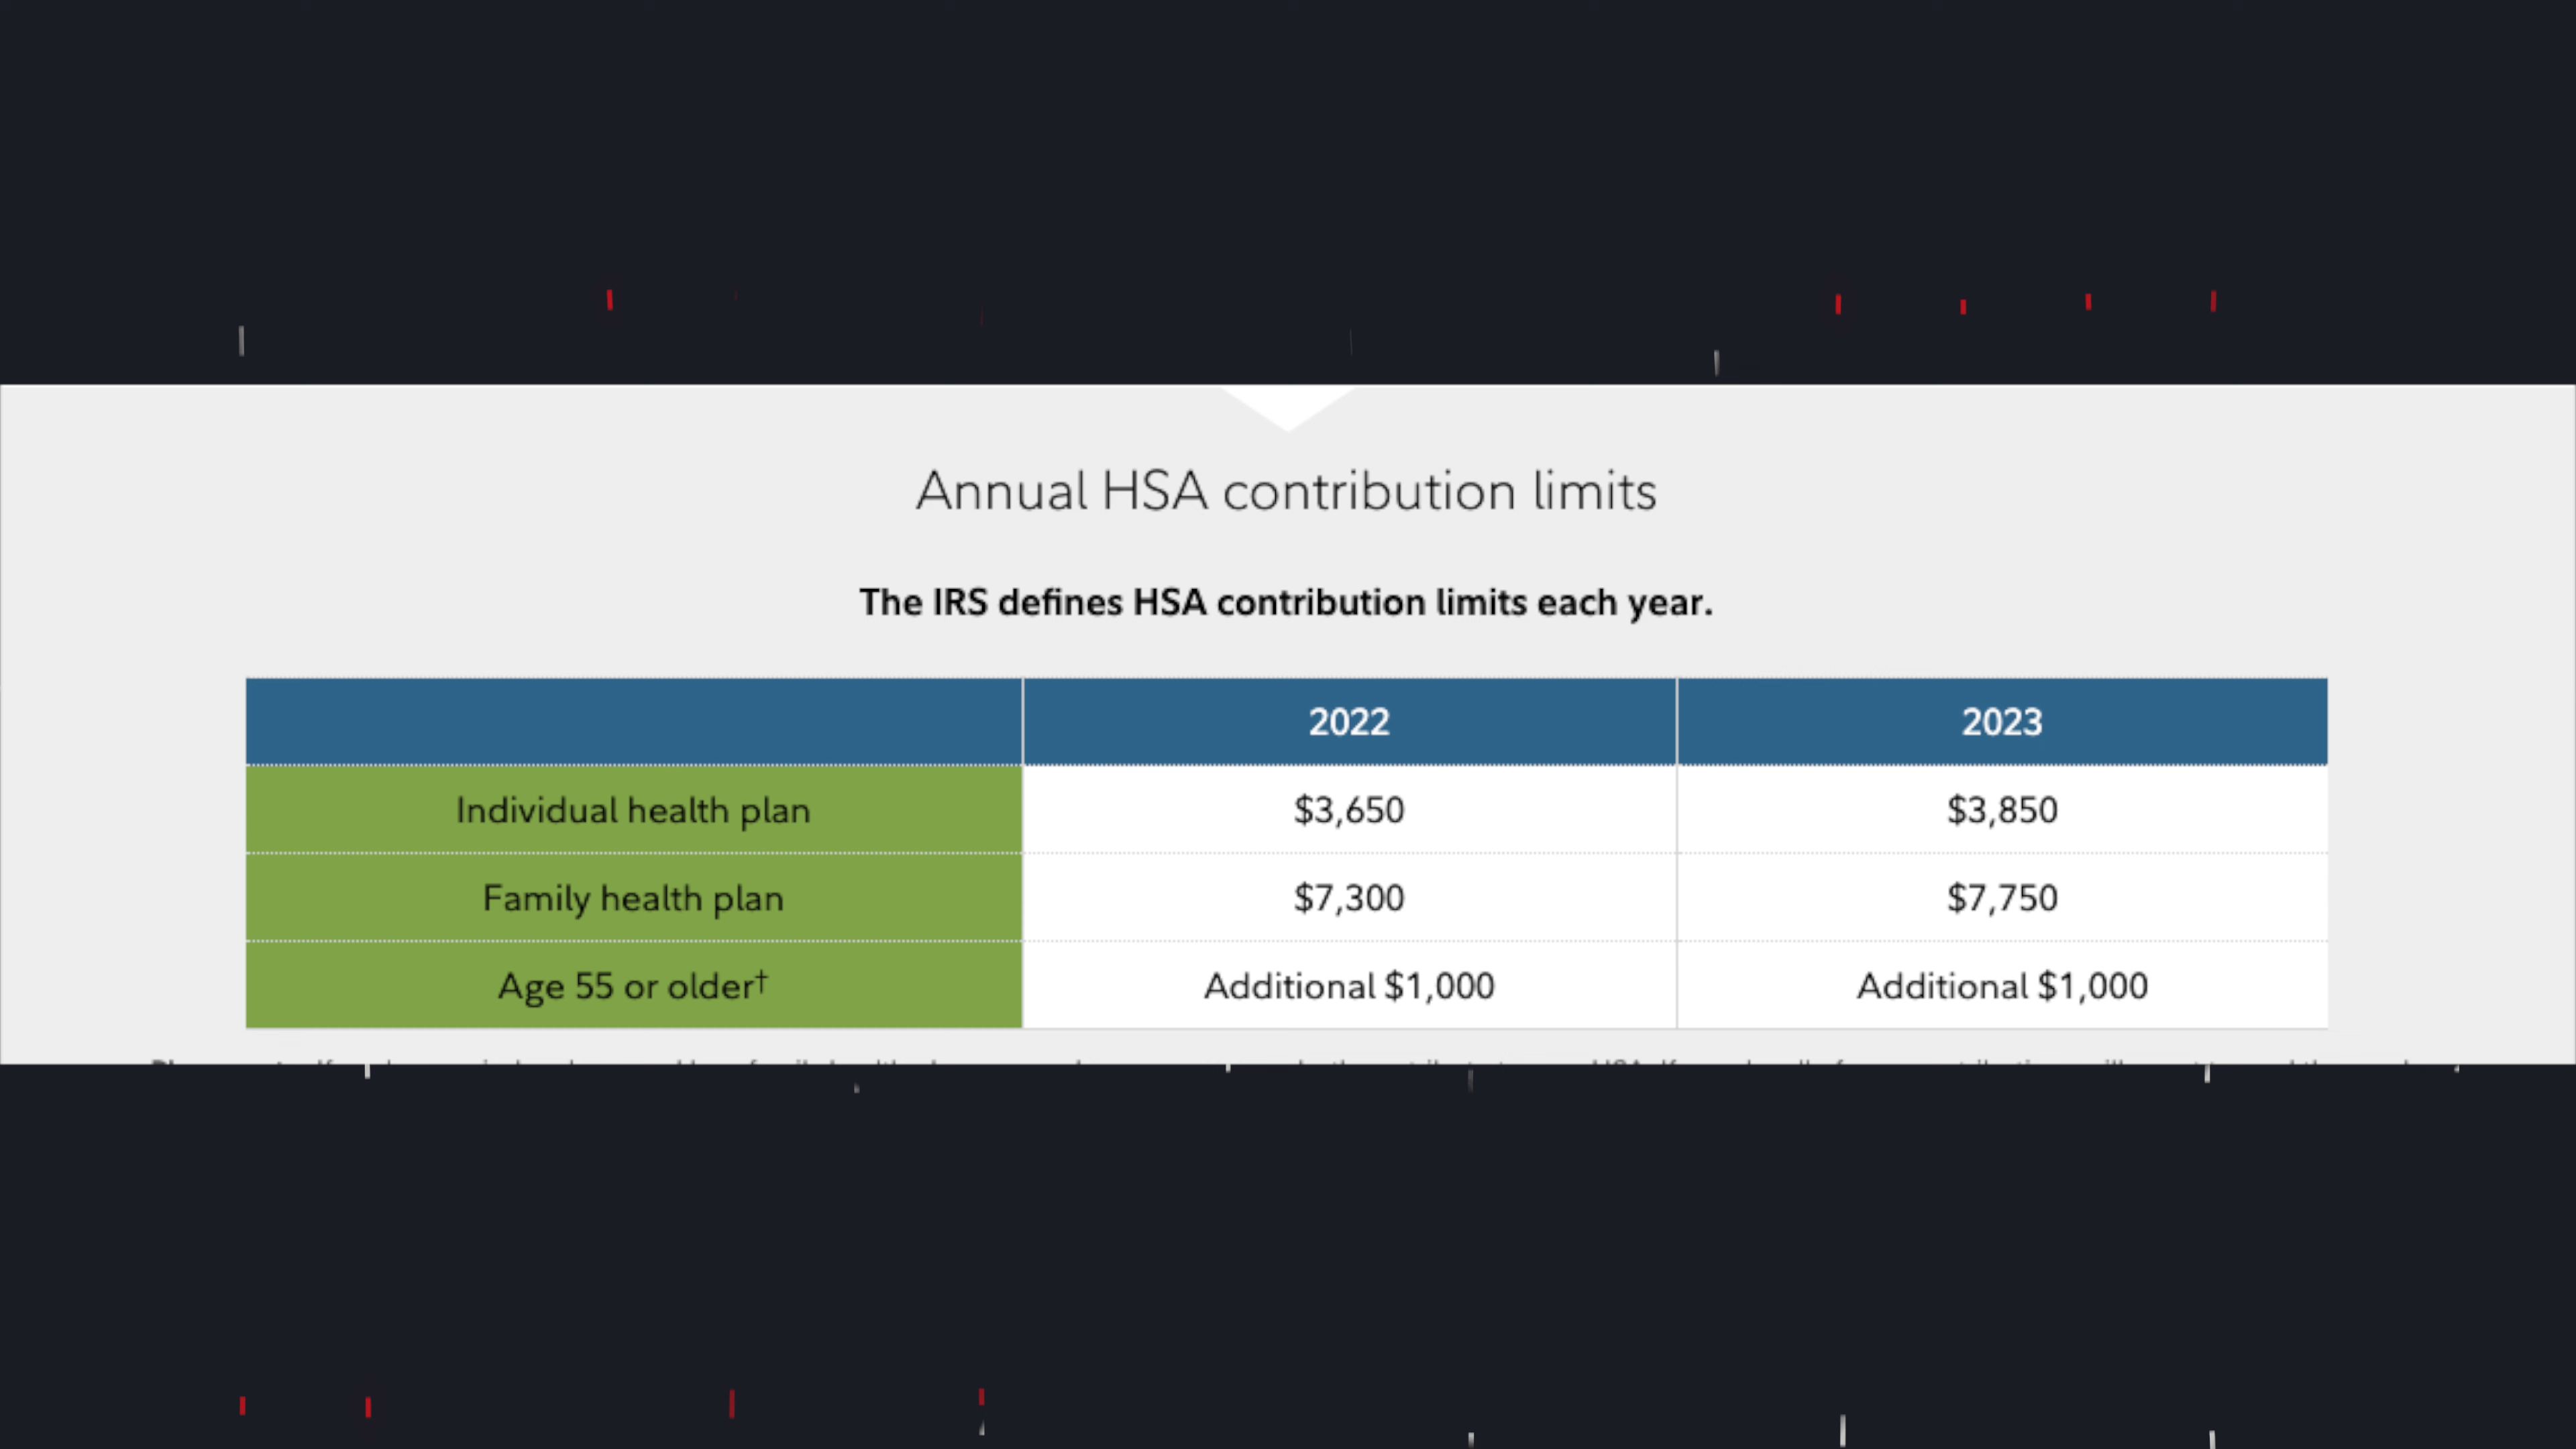 Annual HSA contribution limits
The IRS defines HSA contribution limits each year.
2022 2023
Individual health plan $3,650 $3,850
Family health plan $7,300 $7,750
Age 55 or older† Additional $1,000 Additional $1,000